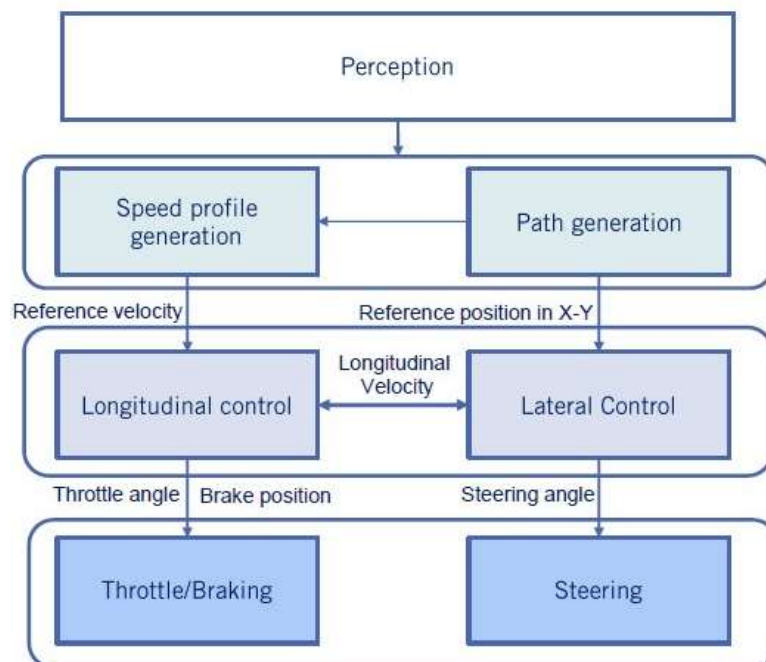 Perception
Speed profile
generation
Path generation
Reference velocity
Reference position in X-Y
Longitudinal
Velocity
Longitudinal control
Lateral Control
Throttle angle
Brake position
Steering angle
Throttle/Braking
Steering